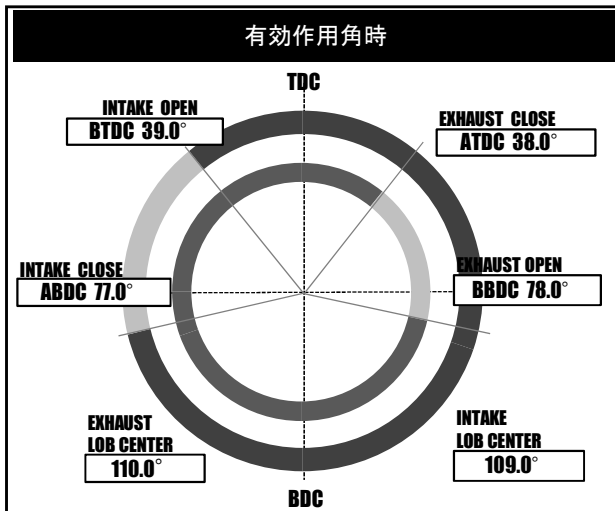 有効作用角時
TDC
INTAKE OPEN
BTDC 39.0°
EXHAUST CLOSE
ATDC 38.0°
INTAKE CLOSE
ABDC 77.0°
EXHAUST OPEN
BBDC 78.0°
EXHAUST
LOB CENTER
110.0°
INTAKE
LOB CENTER
109.0°
BDC